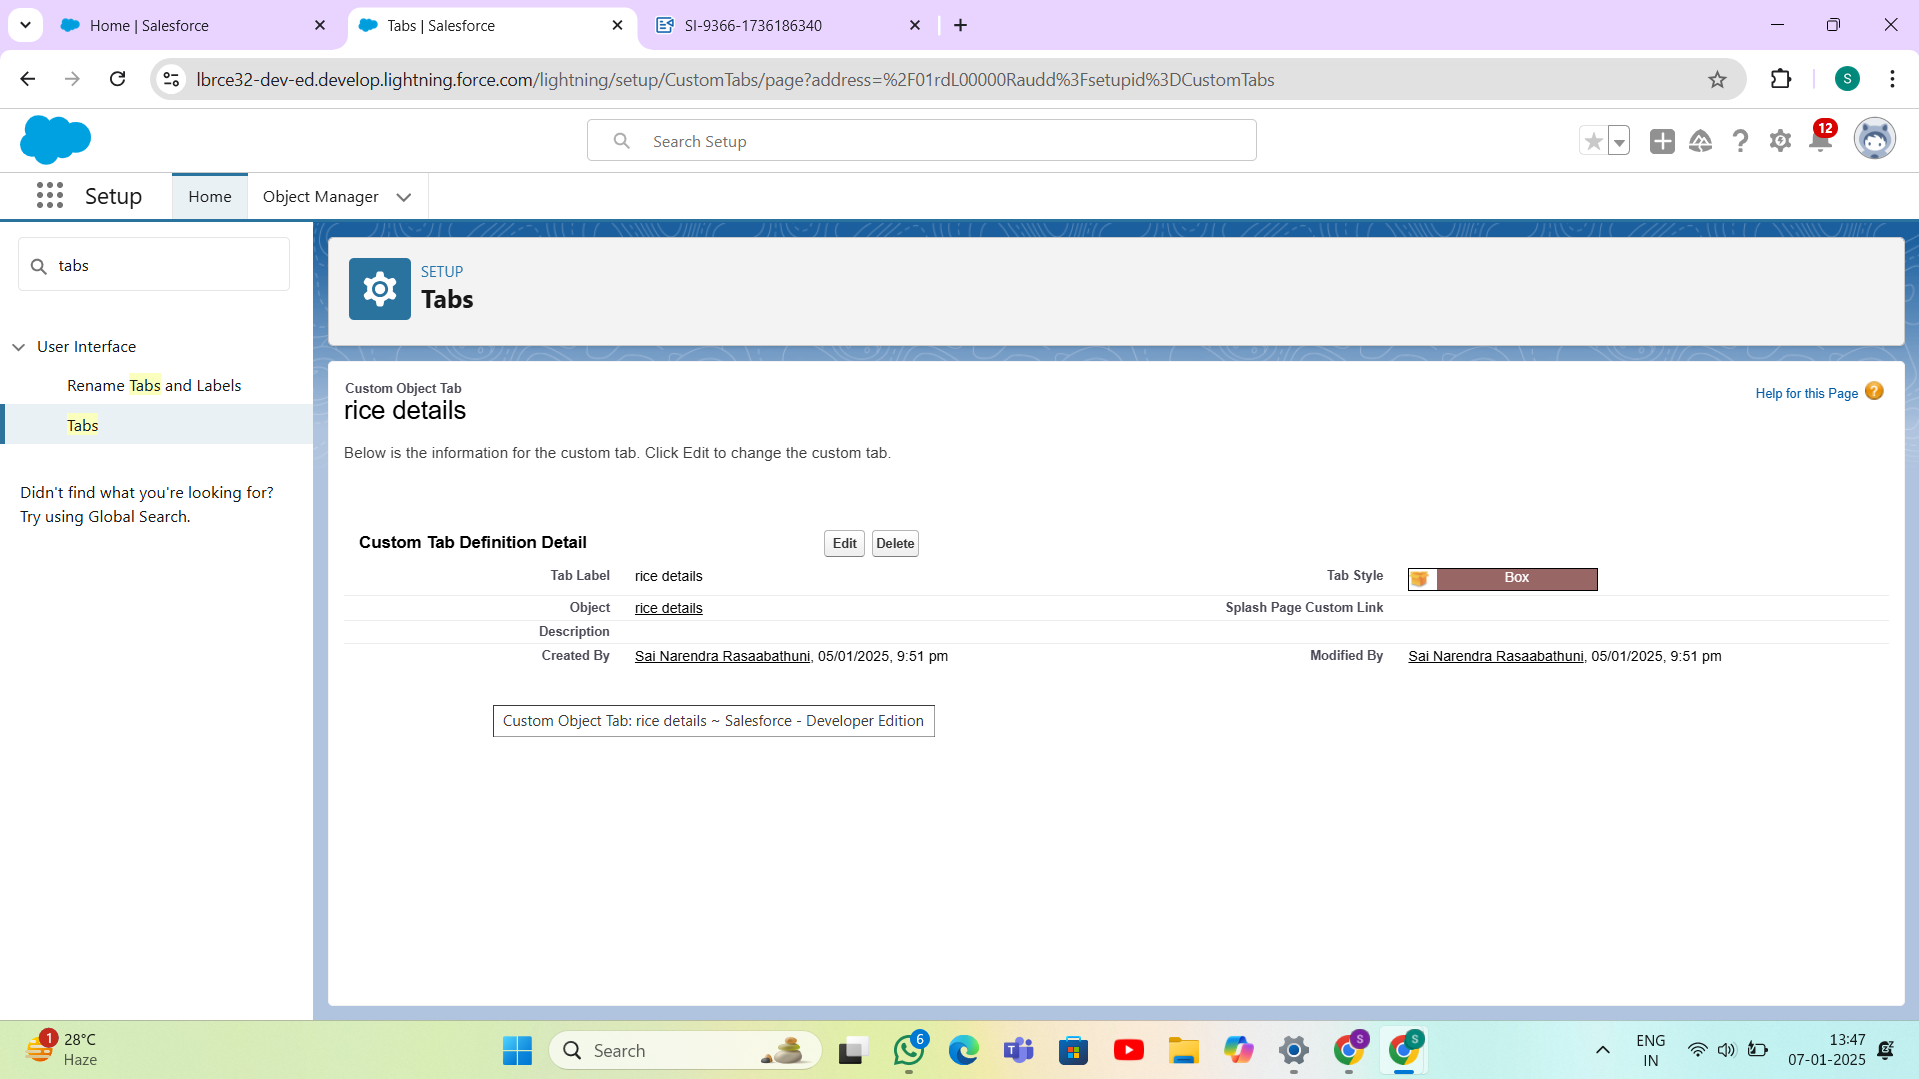 Home | Salesforce
Tabs | Salesforce
SI-9366-1736186340
lbrce32-dev-ed.develop.lightning.force.com/lightning/setup/CustomTabs/page?address=%2F01rdL00000Raudd%3Fsetupid%3DCustomTabs
S
Search Setup
12
Setup
Home
Object Manager
tabs
User Interface
Rename Tabs and Labels
Tabs
Didn't find what you're looking for?
Try using Global Search.
SETUP
Tabs
Custom Object Tab
rice details
Help for this Page
?
Below is the information for the custom tab. Click Edit to change the custom tab.
Custom Tab Definition Detail
Edit
Delete
Tab Label rice details
Tab Style Box
Object rice details
Splash Page Custom Link
Description
Created By Sai Narendra Rasaabathuni, 05/01/2025, 9:51 pm
Modified By Sai Narendra Rasaabathuni, 05/01/2025, 9:51 pm
Custom Object Tab: rice details ~ Salesforce - Developer Edition
1
28°C
Haze
Search
6
S
S
ENG
IN
13:47
07-01-2025